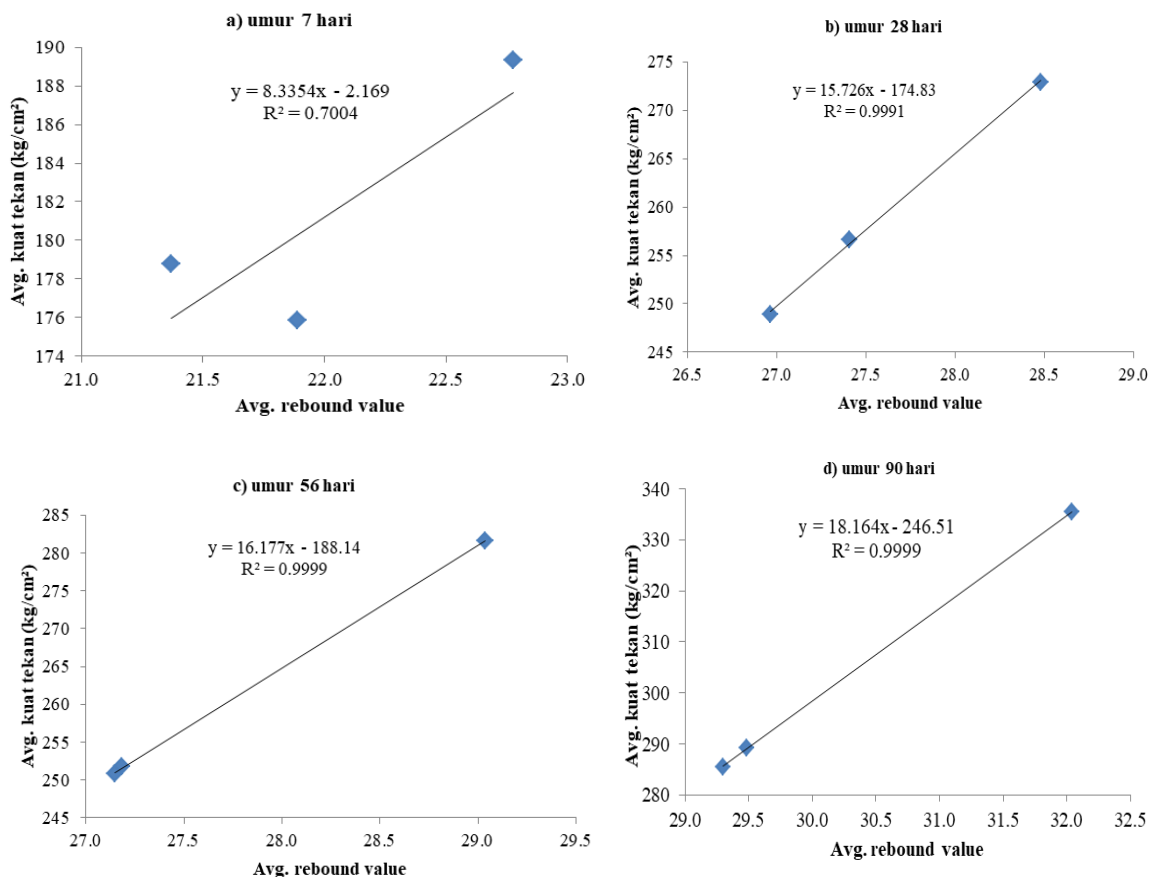 a) umur 7 hari
Avg. kuat tekan (kg/cm²)
190
188
186
184
182
180
178
176
174
y = 8.3354x - 2.169
R² = 0.7004
21.0 21.5 22.0 22.5 23.0
Avg. rebound value
b) umur 28 hari
Avg. kuat tekan (kg/cm²)
275
270
265
260
255
250
245
y = 15.726x - 174.83
R² = 0.9991
26.5 27.0 27.5 28.0 28.5 29.0
Avg. rebound value
c) umur 56 hari
Avg. kuat tekan (kg/cm²)
285
280
275
270
265
260
255
250
245
y = 16.177x - 188.14
R² = 0.9999
27.0 27.5 28.0 28.5 29.0 29.5
Avg. rebound value
d) umur 90 hari
Avg. kuat tekan (kg/cm²)
340
330
320
310
300
290
280
y = 18.164x - 246.51
R² = 0.9999
29.0 29.5 30.0 30.5 31.0 31.5 32.0 32.5
Avg. rebound value